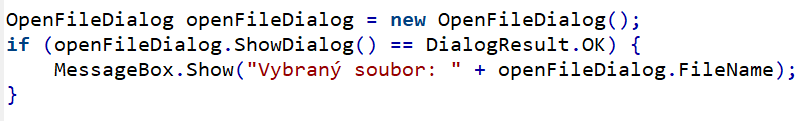 OpenFileDialog openFileDialog = new OpenFileDialog();
if (openFileDialog.ShowDialog() == DialogResult.OK) {
    MessageBox.Show("Vybraný soubor: " + openFileDialog.FileName);
}